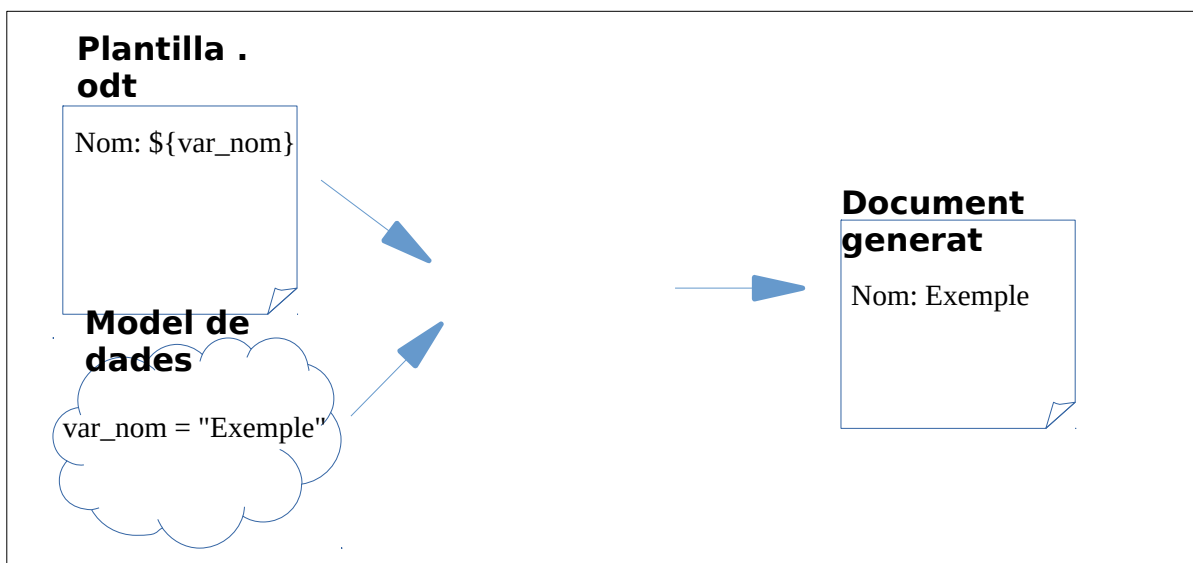 Plantilla .
odt
Nom: ${var_nom}
Model de
dades
var_nom = "Exemple"
Document
generat
Nom: Exemple